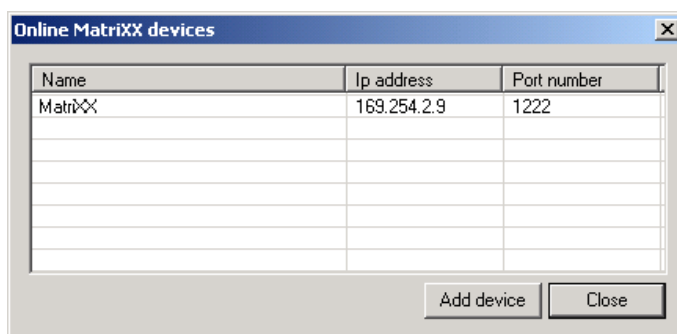 Online MatriXX devices
Name Ip address Port number
MatriXX 169.254.2.9 1222
Add device Close